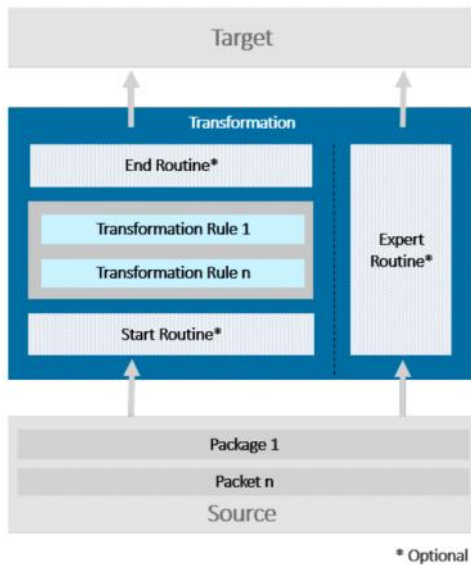 Target
Transformation
End Routine*
Transformation Rule 1
Transformation Rule n
Start Routine*
Expert
Routine*
Package 1
Packet n
Source
* Optional